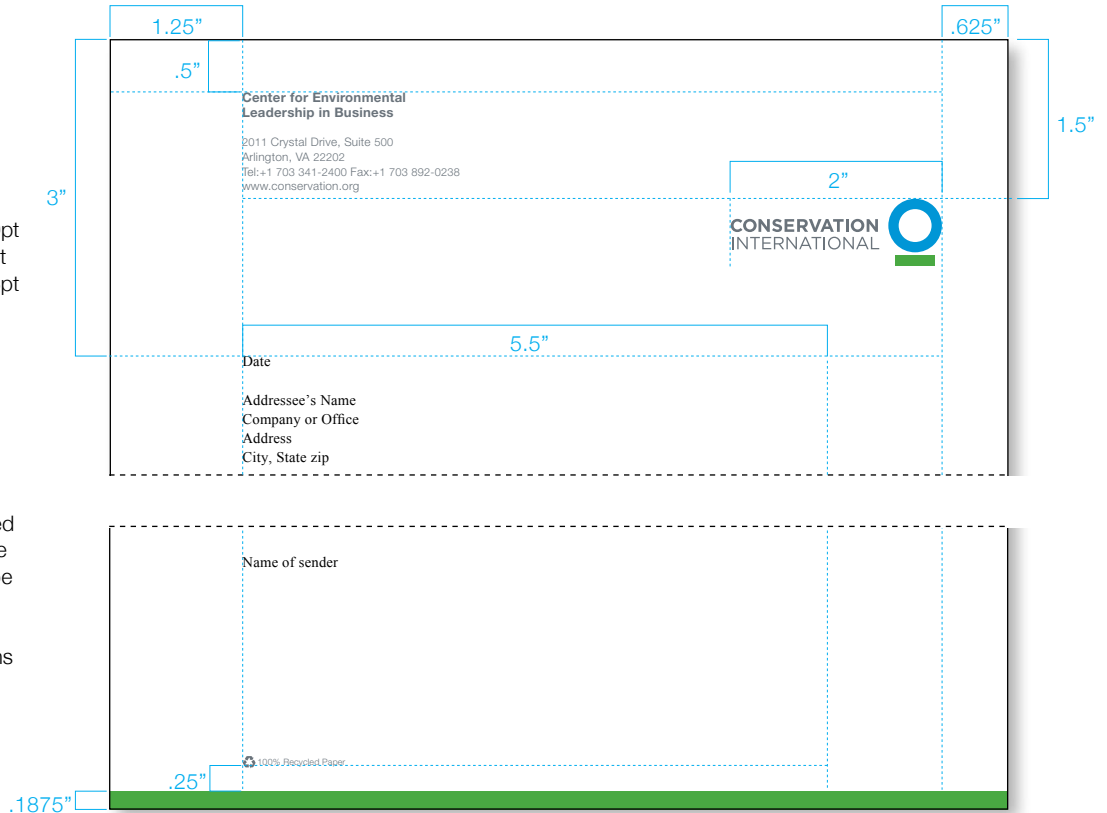 1.25”
.625”
.5”
1.5”
3”
Center for Environmental
Leadership in Business
2011 Crystal Drive, Suite 500
Arlington, VA 22202
Tel:+1 703 341-2400 Fax:+1 703 892-0238
www.conservation.org
2”
CONSERVATION
INTERNATIONAL
pt
t
pt
5.5”
Date
Addressee’s Name
Company or Office
Address
City, State zip
ed
e
e
ns
Name of sender
100% Recycled Paper
.25”
.1875”